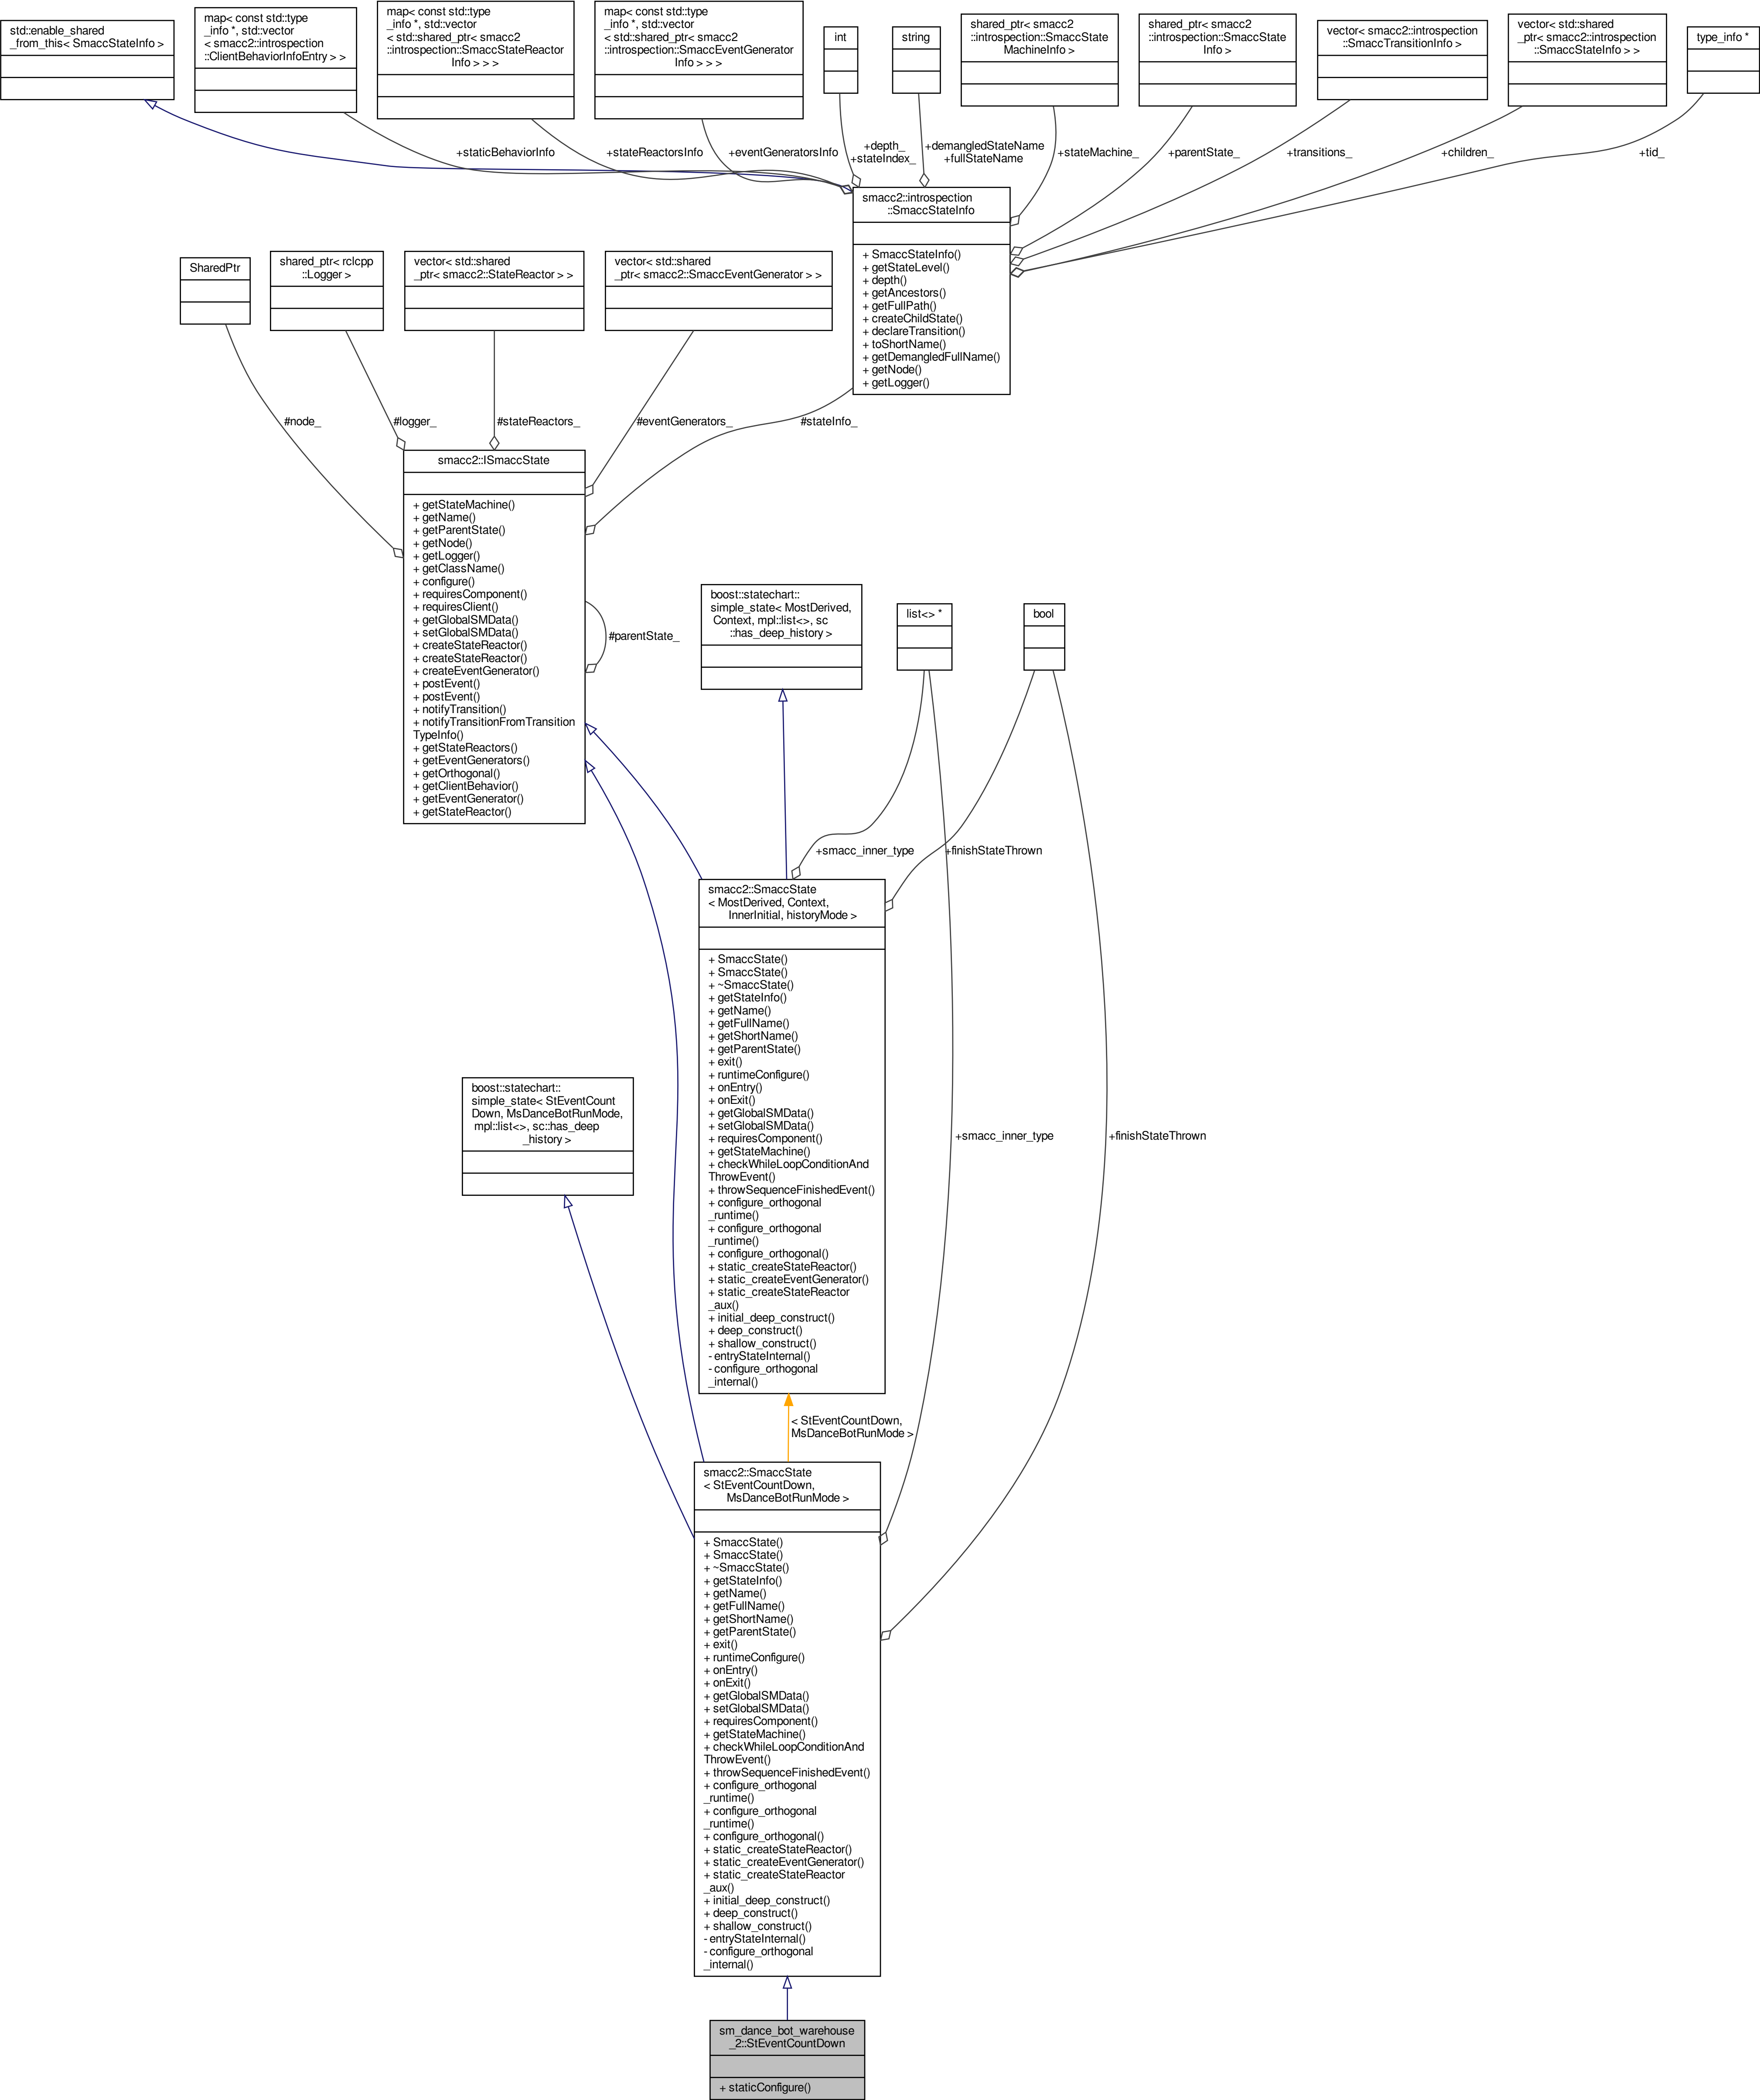 std::enable_shared
_from_this< SmaccStateInfo >
map< const std::type
_info *, std::vector
< smacc2::introspection
::ClientBehaviorInfoEntry > >
map< const std::type
_info *, std::vector
< std::shared_ptr< smacc2
::introspection::SmaccStateReactor
Info > > >
map< const std::type
_info *, std::vector
< std::shared_ptr< smacc2
::introspection::SmaccEventGenerator
Info > > >
int
string
shared_ptr< smacc2
::introspection::SmaccState
MachineInfo >
shared_ptr< smacc2
::introspection::SmaccState
Info >
vector< smacc2::introspection
::SmaccTransitionInfo >
vector< std::shared
_ptr< smacc2::introspection
::SmaccStateInfo > >
type_info *
+staticBehaviorInfo
+stateReactorsInfo
+eventGeneratorsInfo
+depth_
+stateIndex_
+demangledStateName
+fullStateName
+stateMachine_
+parentState_
+transitions_
+children_
+tid_
smacc2::introspection
::SmaccStateInfo
+ SmaccStateInfo()
+ getStateLevel()
+ depth()
+ getAncestors()
+ getFullPath()
+ createChildState()
+ declareTransition()
+ toShortName()
+ getDemangledFullName()
+ getNode()
+ getLogger()
SharedPtr
shared_ptr< rclcpp
::Logger >
vector< std::shared
_ptr< smacc2::StateReactor > >
vector< std::shared
_ptr< smacc2::SmaccEventGenerator > >
#node_
#logger_
#stateReactors_
#eventGenerators_
#stateInfo_
smacc2::ISmaccState
+ getStateMachine()
+ getName()
+ getParentState()
+ getNode()
+ getLogger()
+ getClassName()
+ configure()
+ requiresComponent()
+ requiresClient()
+ getGlobalSMData()
+ setGlobalSMData()
+ createStateReactor()
+ createStateReactor()
+ createEventGenerator()
+ postEvent()
+ postEvent()
+ notifyTransition()
+ notifyTransitionFromTransition
TypeInfo()
+ getStateReactors()
+ getEventGenerators()
+ getOrthogonal()
+ getClientBehavior()
+ getEventGenerator()
+ getStateReactor()
#parentState_
boost::statechart::
simple_state< MostDerived,
Context, mpl::list<>, sc
::has_deep_history >
list<> *
bool
+smacc_inner_type
+finishStateThrown
smacc2::SmaccState
< MostDerived, Context,
InnerInitial, historyMode >
+ SmaccState()
+ SmaccState()
+ ~SmaccState()
+ getStateInfo()
+ getName()
+ getFullName()
+ getShortName()
+ getParentState()
+ exit()
+ runtimeConfigure()
+ onEntry()
+ onExit()
+ getGlobalSMData()
+ setGlobalSMData()
+ requiresComponent()
+ getStateMachine()
+ checkWhileLoopConditionAnd
ThrowEvent()
+ throwSequenceFinishedEvent()
+ configure_orthogonal
_runtime()
+ configure_orthogonal
_runtime()
+ configure_orthogonal()
+ static_createStateReactor()
+ static_createEventGenerator()
+ static_createStateReactor
_aux()
+ initial_deep_construct()
+ deep_construct()
+ shallow_construct()
- entryStateInternal()
- configure_orthogonal
_internal()
boost::statechart::
simple_state< StEventCount
Down, MsDanceBotRunMode,
mpl::list<>, sc::has_deep
_history >
+smacc_inner_type
+finishStateThrown
< StEventCountDown,
MsDanceBotRunMode >
smacc2::SmaccState
< StEventCountDown,
MsDanceBotRunMode >
+ SmaccState()
+ SmaccState()
+ ~SmaccState()
+ getStateInfo()
+ getName()
+ getFullName()
+ getShortName()
+ getParentState()
+ exit()
+ runtimeConfigure()
+ onEntry()
+ onExit()
+ getGlobalSMData()
+ setGlobalSMData()
+ requiresComponent()
+ getStateMachine()
+ checkWhileLoopConditionAnd
ThrowEvent()
+ throwSequenceFinishedEvent()
+ configure_orthogonal
_runtime()
+ configure_orthogonal
_runtime()
+ configure_orthogonal()
+ static_createStateReactor()
+ static_createEventGenerator()
+ static_createStateReactor
_aux()
+ initial_deep_construct()
+ deep_construct()
+ shallow_construct()
- entryStateInternal()
- configure_orthogonal
_internal()
sm_dance_bot_warehouse
_2::StEventCountDown
+ staticConfigure()